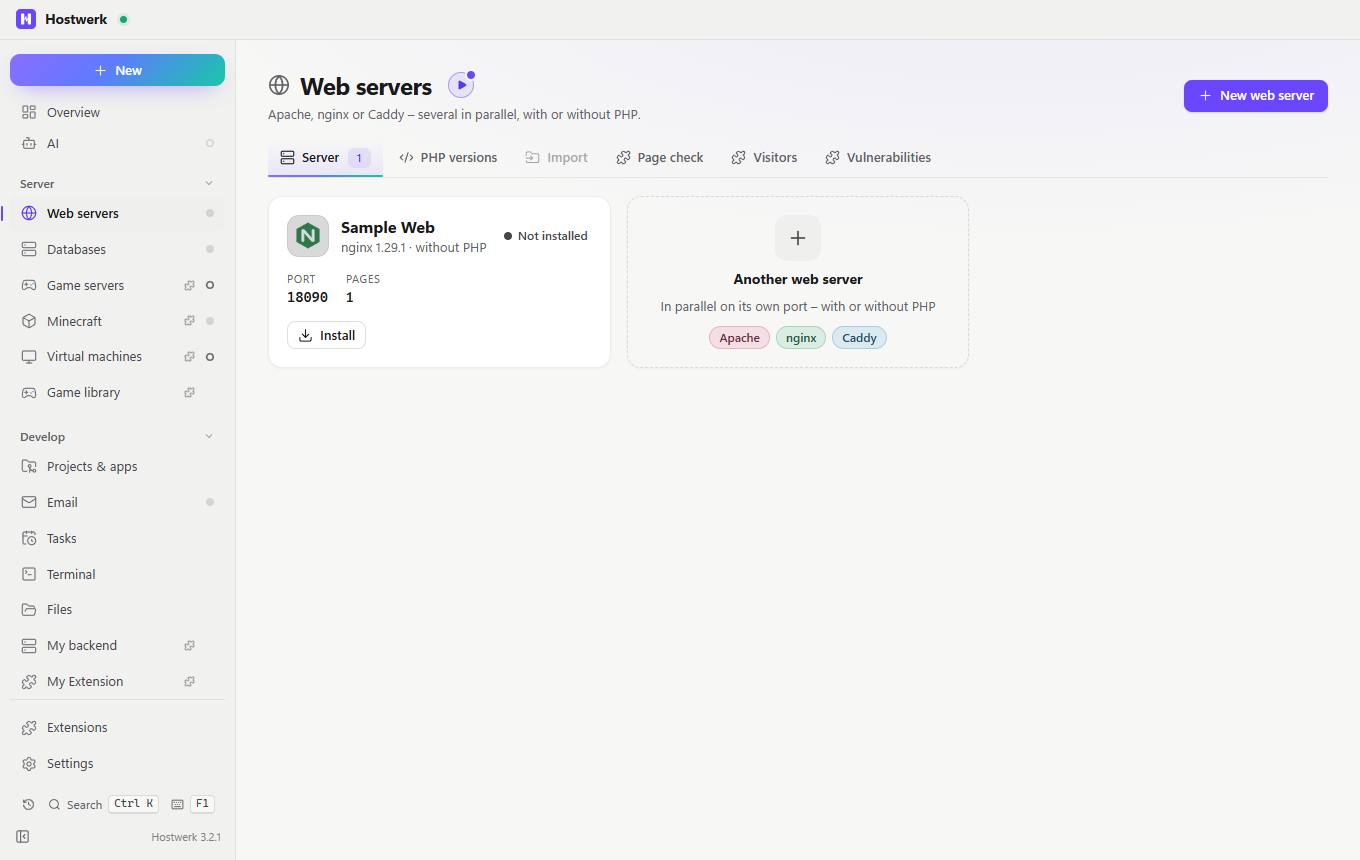 Hostwerk
New
Overview
AI
Server
Web servers
Databases
Game servers
Minecraft
Virtual machines
Game library
Develop
Projects & apps
Email
Tasks
Terminal
Files
My backend
My Extension
Extensions
Settings
Search Ctrl K F1
Hostwerk 3.2.1
Web servers
Apache, nginx or Caddy – several in parallel, with or without PHP.
New web server
Server 1 PHP versions Import Page check Visitors Vulnerabilities
Sample Web
nginx 1.29.1 · without PHP
Not installed
PORT PAGES
18090 1
Install
Another web server
In parallel on its own port – with or without PHP
Apache nginx Caddy